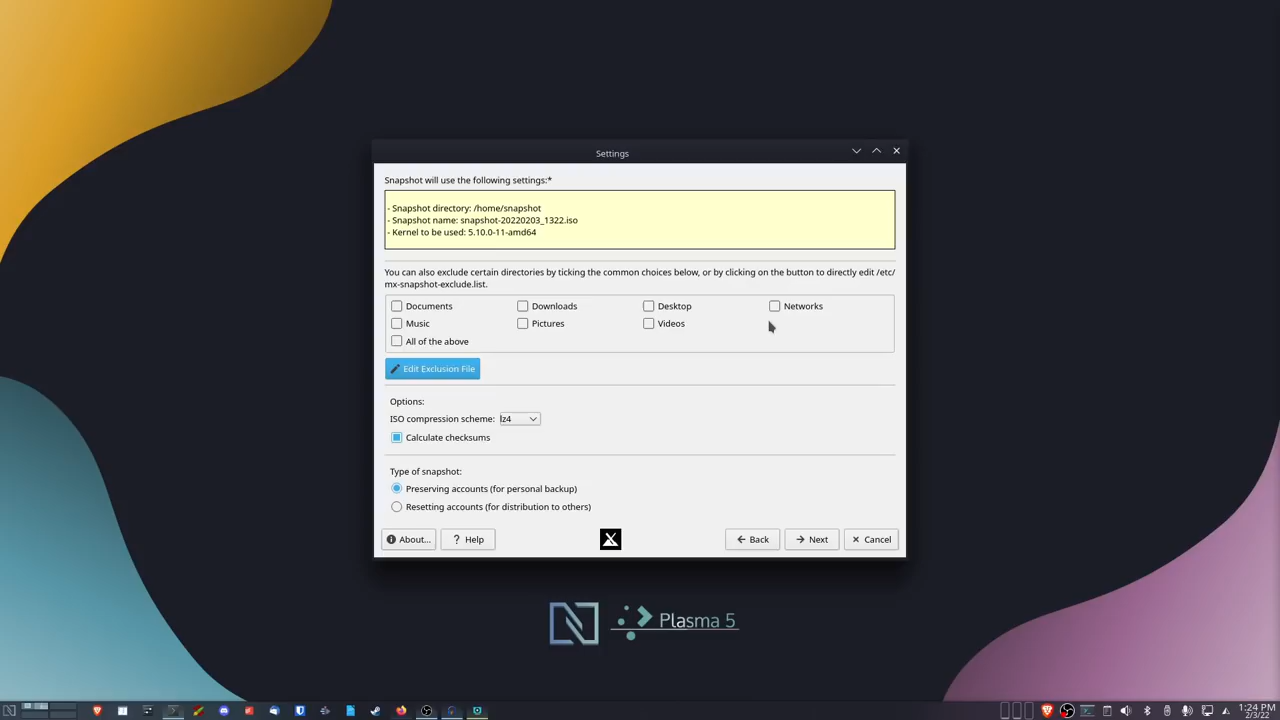 Settings
Snapshot will use the following settings:*
- Snapshot directory: /home/snapshot
- Snapshot name: snapshot-20220203_1322.iso
- Kernel to be used: 5.10.0-11-amd64
You can also exclude certain directories by ticking the common choices below, or by clicking on the button to directly edit /etc/
mx-snapshot-exclude.list.
Documents Downloads Desktop Networks
Music Pictures Videos
All of the above
Edit Exclusion File
Options:
ISO compression scheme: lz4
Calculate checksums
Type of snapshot:
Preserving accounts (for personal backup)
Resetting accounts (for distribution to others)
About... Help Back Next Cancel
Plasma 5
1:24 PM
2/3/22